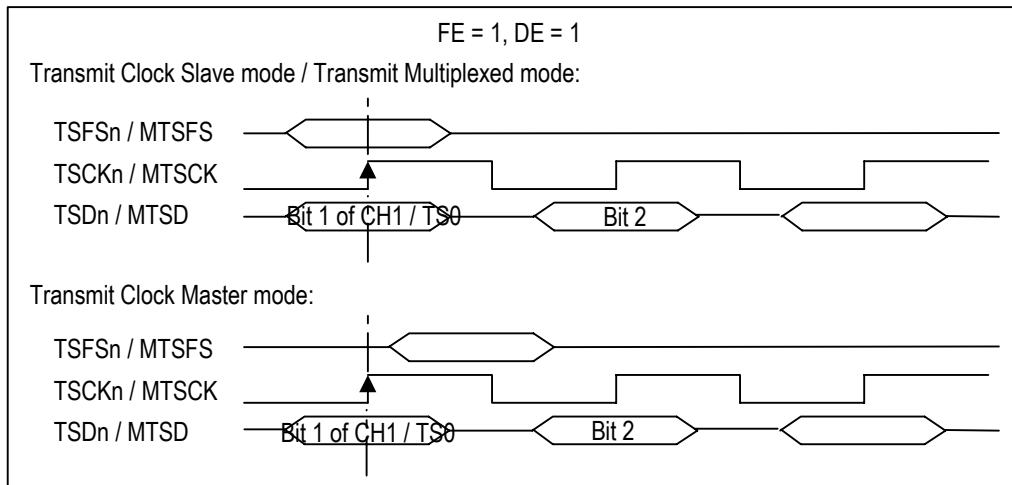 FE = 1, DE = 1
Transmit Clock Slave mode / Transmit Multiplexed mode:
TSFSn / MTSFS
TSCKn / MTSCK
TSDn / MTSD Bit 1 of CH1 / TS0 Bit 2
Transmit Clock Master mode:
TSFSn / MTSFS
TSCKn / MTSCK
TSDn / MTSD Bit 1 of CH1 / TS0 Bit 2